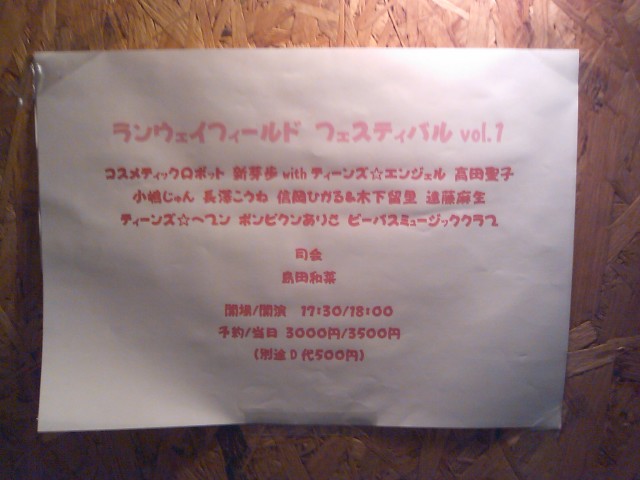 ランウェイフィールド フェスティバル vol.1
コスメティックロボット 新芽歩 with ティーンズ☆エンジェル 高田聖子
小嶋じゅん 長澤こうね 信岡ひかる&木下留里 遠藤麻生
ティーンズ☆ヘブン ボンビクンありこ ビーバスミュージッククラブ
司会
島田和菜
開場/開演 17:30/18:00
予約/当日 3000円/3500円
(別途D代500円)